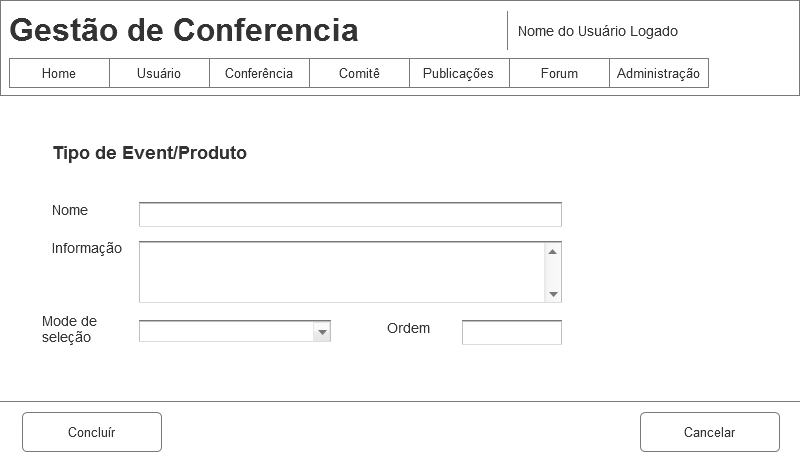 Gestão de Conferencia
Nome do Usuário Logado
Home Usuário Conferência Comitê Publicações Forum Administração
Tipo de Event/Produto
Nome
Informação
Mode de
seleção
Ordem
Concluír Cancelar